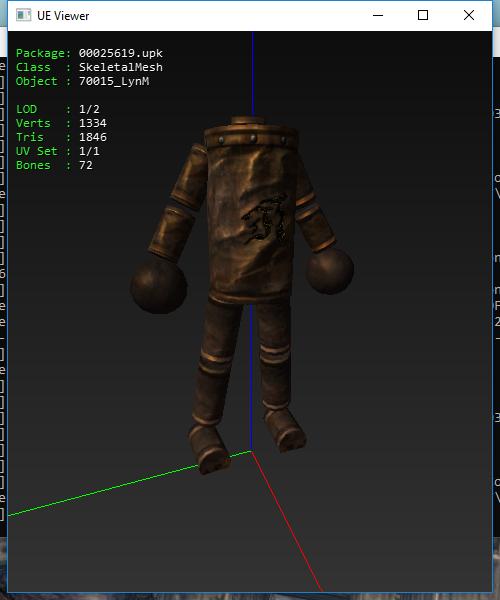 UE Viewer
Package: 00025619.upk
Class : SkeletalMesh
Object : 70015_LynM
LOD : 1/2
Verts : 1334
Tris : 1846
UV Set : 1/1
Bones : 72